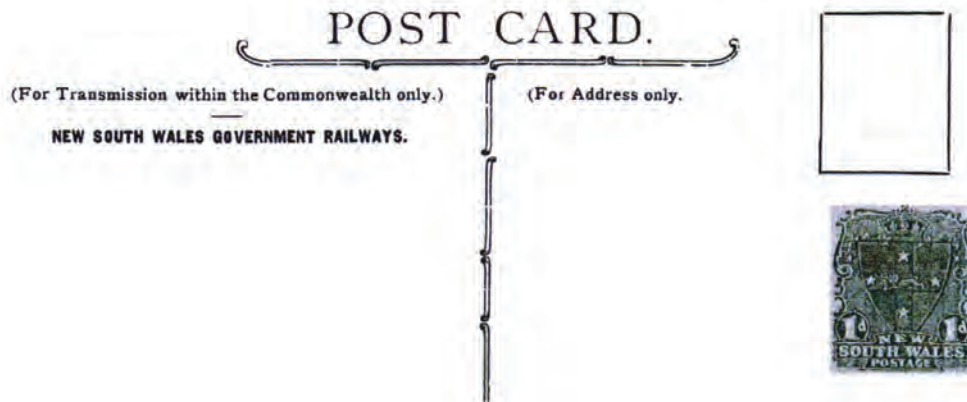 POST CARD.
(For Transmission within the Commonwealth only.)
NEW SOUTH WALES GOVERNMENT RAILWAYS.
(For Address only.
1d
1d
NEW
SOUTH WALES
POSTAGE